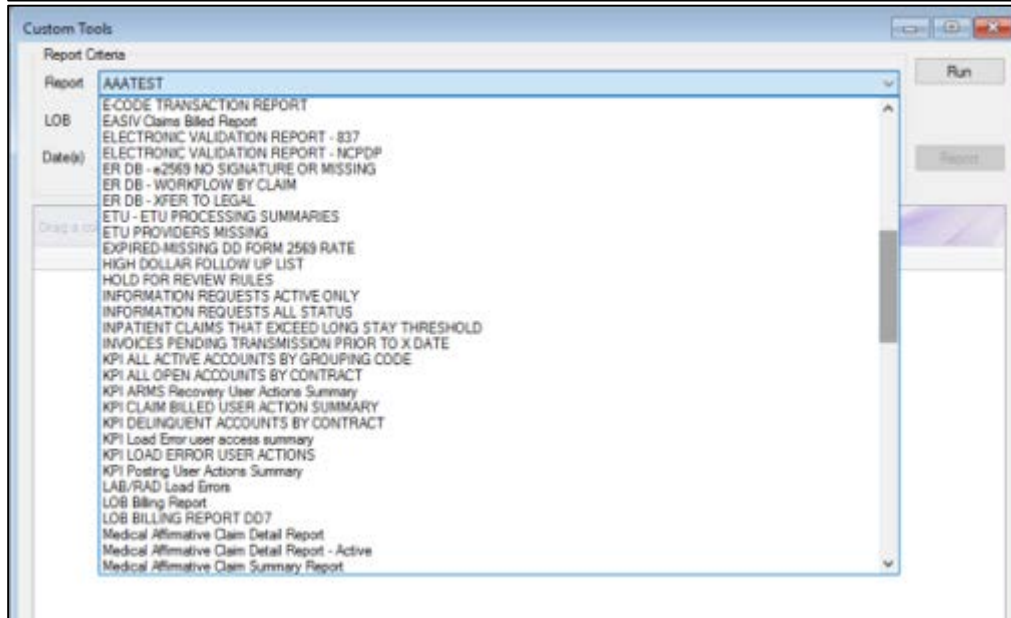 Custom Tools
Report Criteria
Report AAATEST
Run
E-CODE TRANSACTION REPORT
LOB
EASIV Claims Billed Report
ELECTRONIC VALIDATION REPORT - 837
Date(s)
ELECTRONIC VALIDATION REPORT - NCPDP
Report
ER DB - e2569 NO SIGNATURE OR MISSING
ER DB - WORKFLOW BY CLAIM
ER DB - XFER TO LEGAL
ETU - ETU PROCESSING SUMMARIES
Drag a co
ETU PROVIDERS MISSING
EXPIRED-MISSING DD FORM 2569 RATE
HIGH DOLLAR FOLLOW UP LIST
HOLD FOR REVIEW RULES
INFORMATION REQUESTS ACTIVE ONLY
INFORMATION REQUESTS ALL STATUS
INPATIENT CLAIMS THAT EXCEED LONG STAY THRESHOLD
INVOICES PENDING TRANSMISSION PRIOR TO X DATE
KPI ALL ACTIVE ACCOUNTS BY GROUPING CODE
KPI ALL OPEN ACCOUNTS BY CONTRACT
KPI ARMS Recovery User Actions Summary
KPI CLAIM BILLED USER ACTION SUMMARY
KPI DELINQUENT ACCOUNTS BY CONTRACT
KPI Load Error user access summary
KPI LOAD ERROR USER ACTIONS
KPI Posting User Actions Summary
LAB/RAD Load Errors
LOB Billing Report
LOB BILLING REPORT DD7
Medical Affirmative Claim Detail Report
Medical Affirmative Claim Detail Report - Active
Medical Affirmative Claim Summary Report